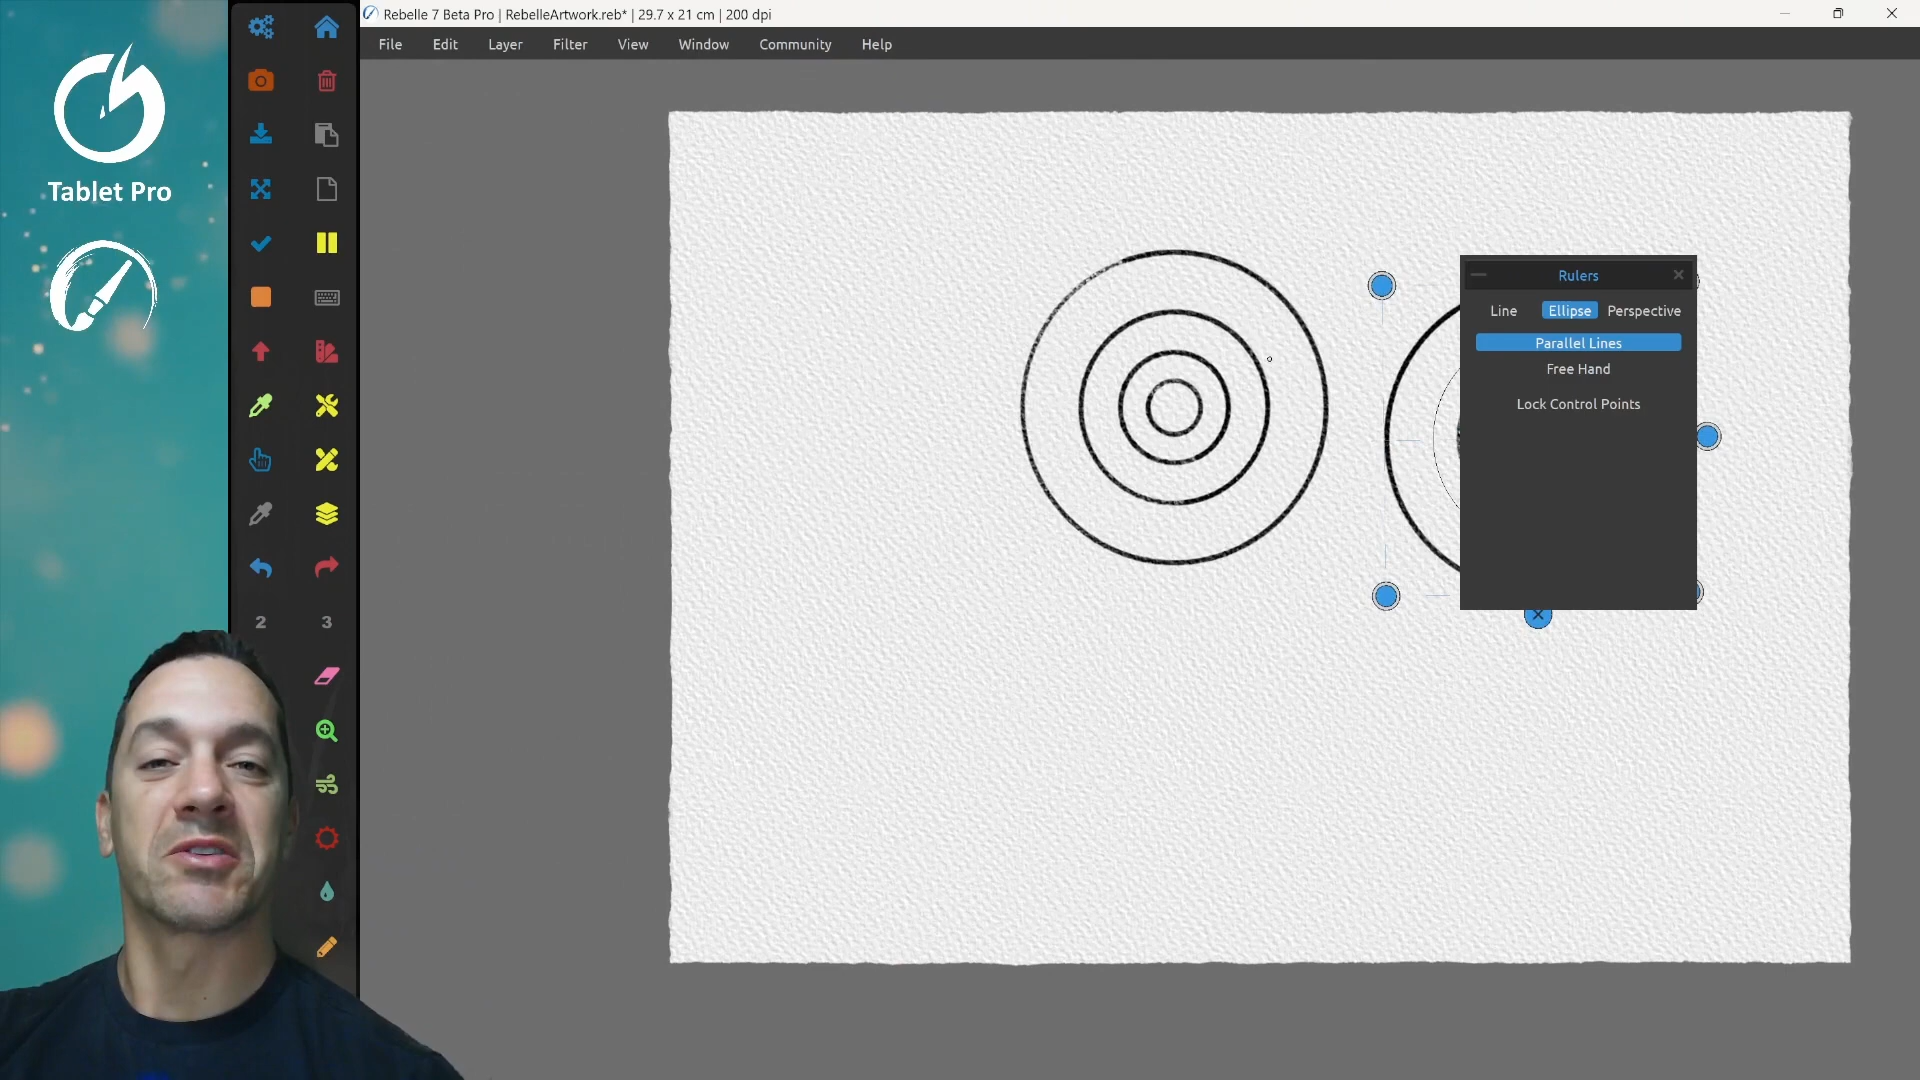 Rebelle 7 Beta Pro | RebelleArtwork.reb* | 29.7 x 21 cm | 200 dpi
File Edit Layer Filter View Window Community Help
Tablet Pro
Rulers
Line Ellipse Perspective
Parallel Lines
Free Hand
Lock Control Points
2 3